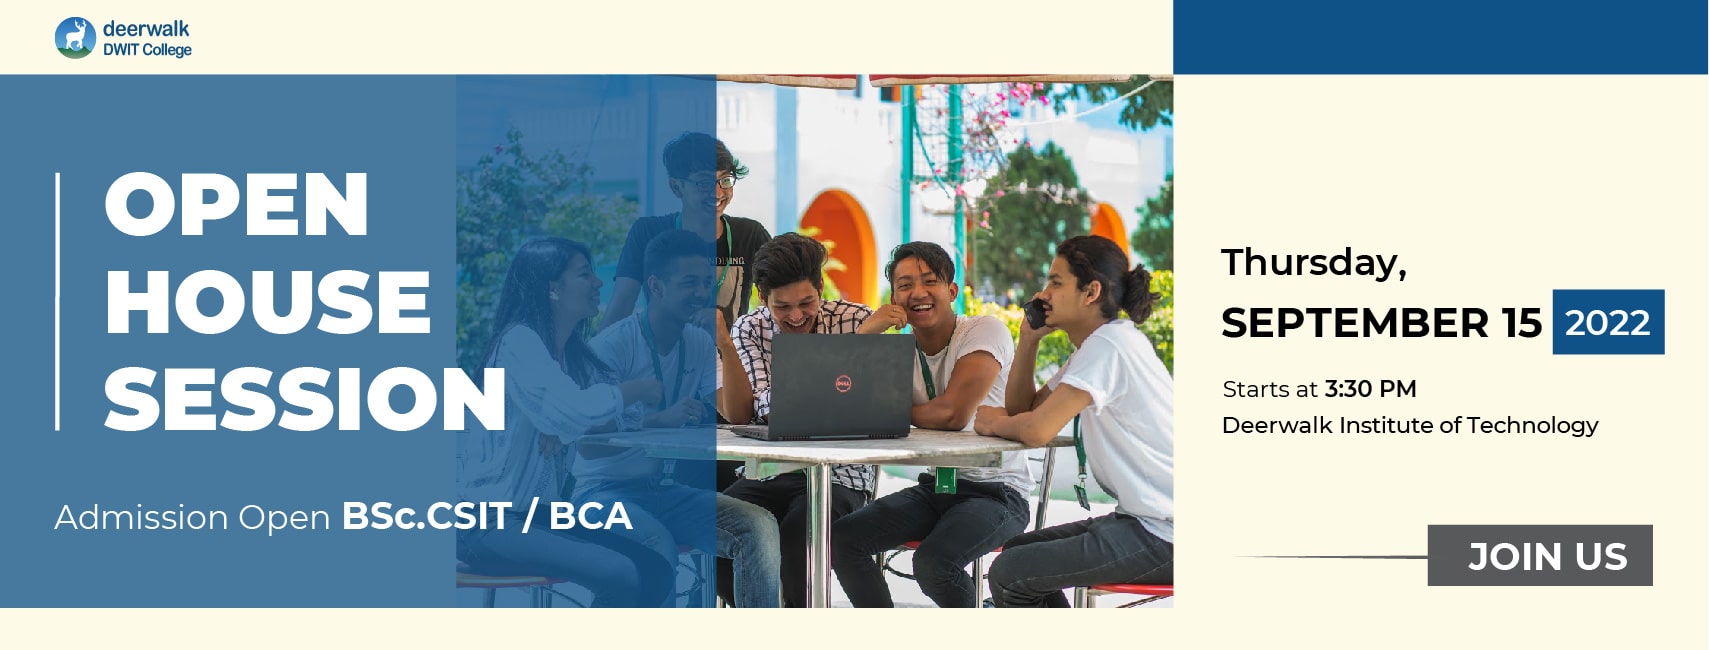 deerwalk
DWIT College
OPEN
HOUSE
SESSION
Admission Open BSc.CSIT / BCA
Thursday,
SEPTEMBER 15 2022
Starts at 3:30 PM
Deerwalk Institute of Technology
JOIN US
DELL